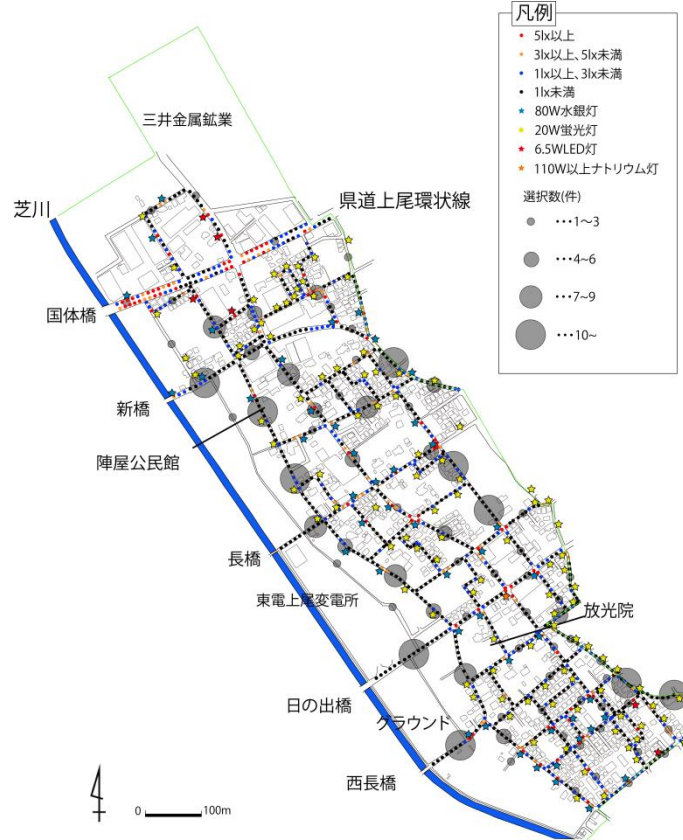 凡例
5lx以上
3lx以上、5lx未満
1lx以上、3lx未満
1lx未満
80W水銀灯
20W蛍光灯
6.5WLED灯
110W以上ナトリウム灯
選択数(件)
・・・1〜3
・・・4~6
・・・7~9
・・・10~
三井金属鉱業
芝川
県道上尾環状線
国体橋
新橋
陣屋公民館
長橋
東電上尾変電所
放光院
日の出橋
グラウンド
西長橋
0 100m